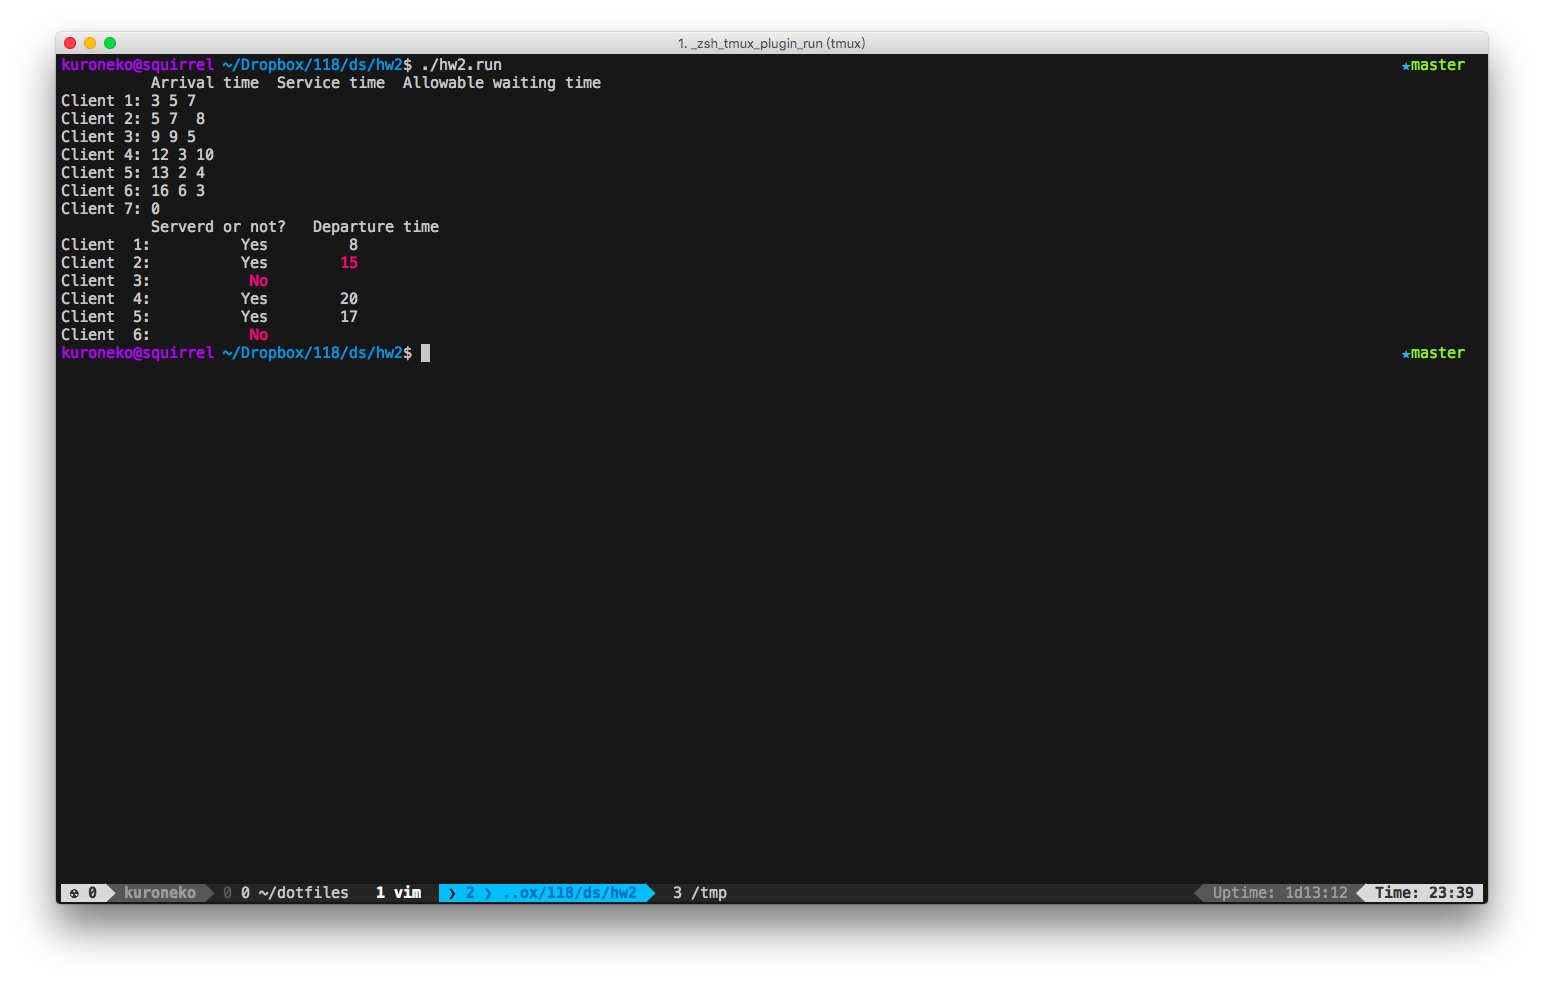 1. _zsh_tmux_plugin_run (tmux)
kuroneko@squirrel ~/Dropbox/118/ds/hw2$ ./hw2.run ★master
Arrival time  Service time  Allowable waiting time
Client 1: 3 5 7
Client 2: 5 7  8
Client 3: 9 9 5
Client 4: 12 3 10
Client 5: 13 2 4
Client 6: 16 6 3
Client 7: 0
Serverd or not?   Departure time
Client  1:          Yes         8
Client  2:          Yes        15
Client  3:           No
Client  4:          Yes        20
Client  5:          Yes        17
Client  6:           No
kuroneko@squirrel ~/Dropbox/118/ds/hw2$ ★master
☢ 0 kuroneko 0 0 ~/dotfiles 1 vim ❯ 2 ❯ ..ox/118/ds/hw2 3 /tmp Uptime: 1d13:12 Time: 23:39